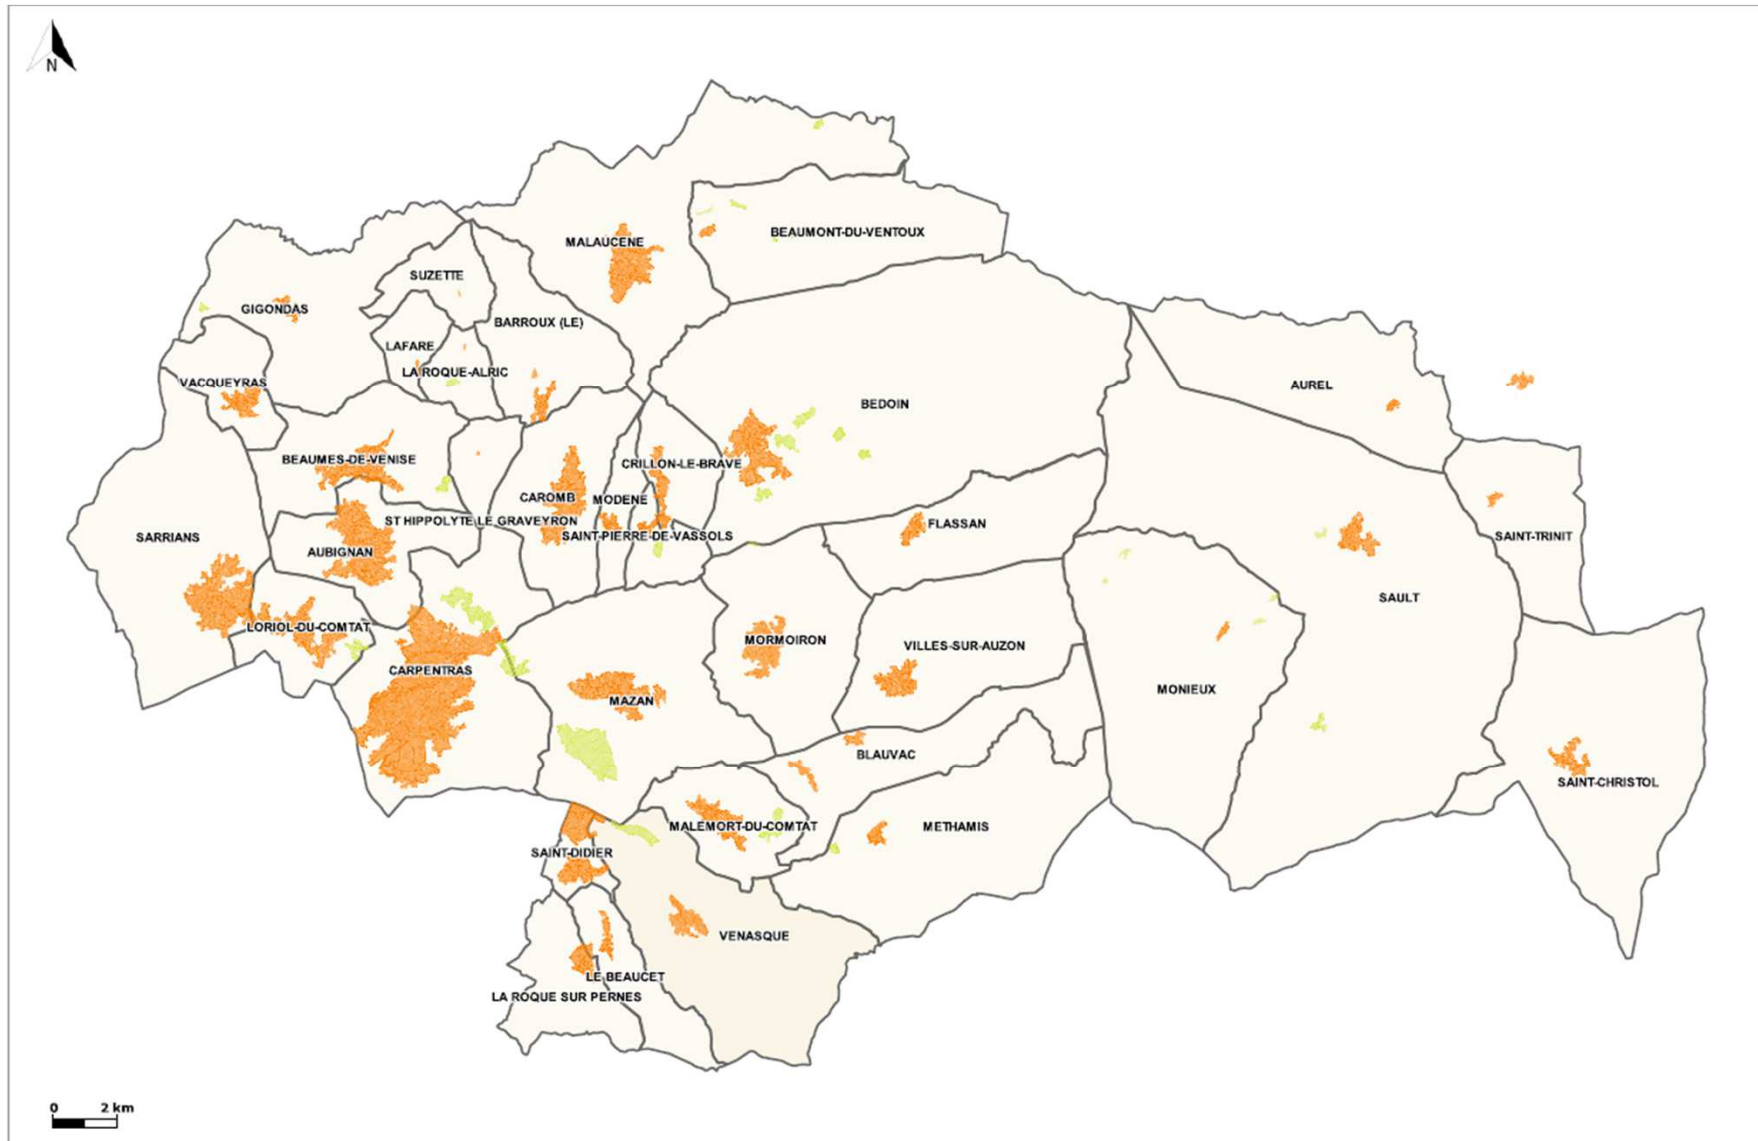 N
BEAUMONT-DU-VENTOUX
MALAUCENE
SUZETTE
GIGONDAS
BARROUX (LE)
LAFARE
LA ROQUE-ALRIC
VACQUEYRAS
AUREL
BEDOIN
BEAUMES-DE-VENISE
CRILLON-LE-BRAVE
CAROMB
MODENE
ST HIPPOLYTE LE GRAVEYRON
FLASSAN
SARRIANS
SAINT-PIERRE-DE-VASSOLS
SAINT-TRINIT
AUBIGNAN
SAULT
LORIOL-DU-COMTAT
MORMOIRON
VILLES-SUR-AUZON
CARPENTRAS
MONIEUX
MAZAN
BLAUVAC
SAINT-CHRISTOL
MALEMORT-DU-COMTAT
METHAMIS
SAINT-DIDIER
VENASQUE
LE BEAUCET
LA ROQUE SUR PERNES
0 2 km